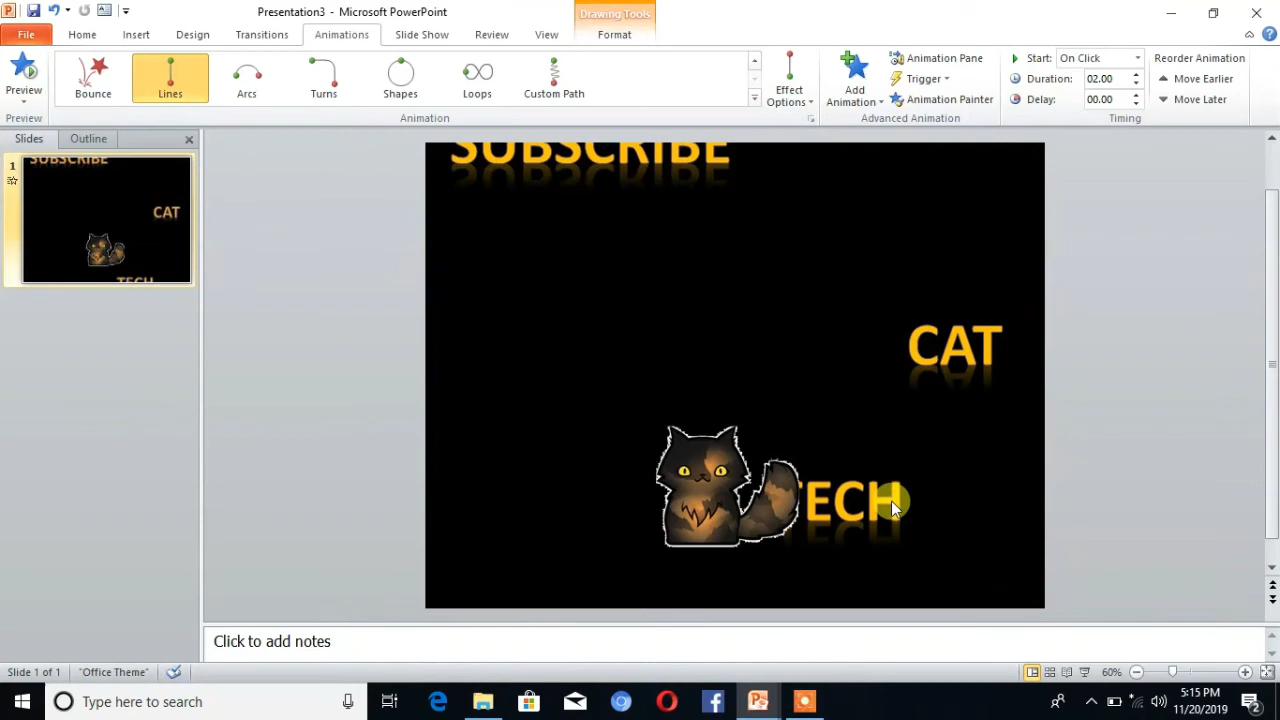 Presentation3 - Microsoft PowerPoint
Drawing Tools
File Home Insert Design Transitions Animations Slide Show Review View Format
Preview
Bounce Lines Arcs Turns Shapes Loops Custom Path
Effect Options
Add Animation
Animation Pane
Trigger
Animation Painter
Start: On Click
Duration: 02.00
Delay: 00.00
Reorder Animation
Move Earlier
Move Later
Preview Animation Advanced Animation Timing
Slides Outline
1
SUBSCRIBE
CAT
TECH
SUBSCRIBE
CAT
TECH
Click to add notes
Slide 1 of 1 "Office Theme" 60%
Type here to search
5:15 PM
11/20/2019
2